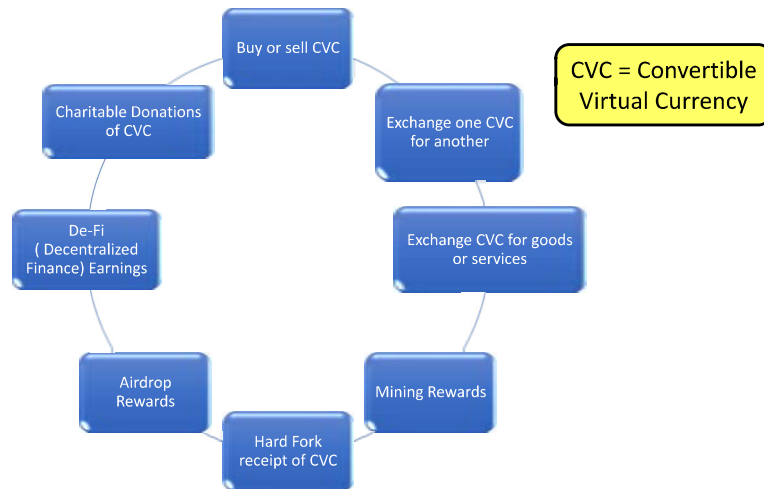 Buy or sell CVC
CVC = Convertible
Virtual Currency
Exchange one CVC
for another
Exchange CVC for goods
or services
Mining Rewards
Hard Fork
receipt of CVC
Airdrop
Rewards
De-Fi
( Decentralized
Finance) Earnings
Charitable Donations
of CVC